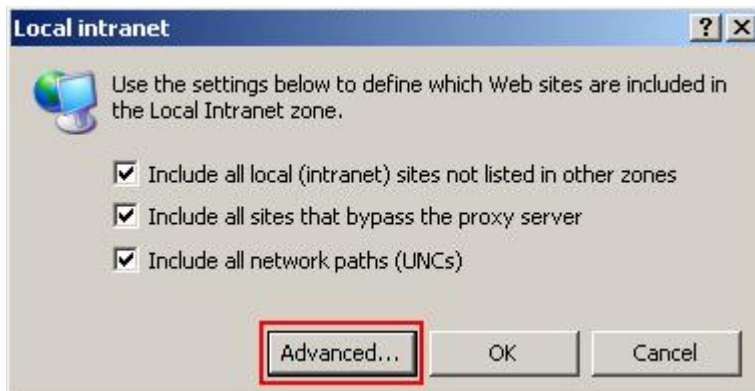 Local intranet
Use the settings below to define which Web sites are included in
the Local Intranet zone.
Include all local (intranet) sites not listed in other zones
Include all sites that bypass the proxy server
Include all network paths (UNCs)
Advanced... OK Cancel